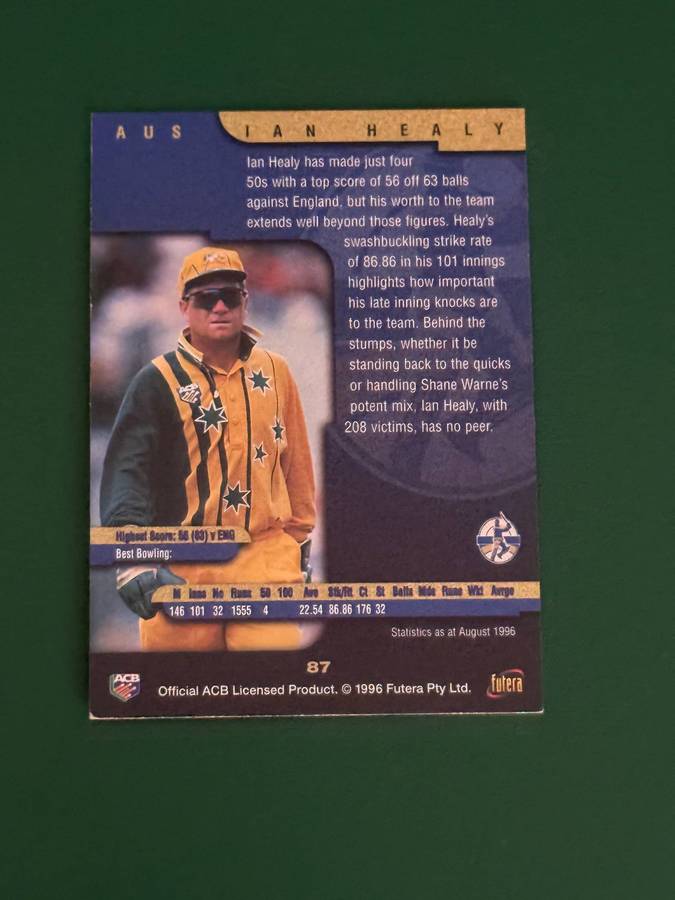 AUS
IAN HEALY
Ian Healy has made just four
50s with a top score of 56 off 63 balls
against England, but his worth to the team
extends well beyond those figures. Healy's
swashbuckling strike rate
of 86.86 in his 101 innings
highlights how important
his late inning knocks are
to the team. Behind the
stumps, whether it be
standing back to the quicks
or handling Shane Warne's
potent mix, Ian Healy, with
208 victims, has no peer.
ACB
Highest Score: 56 (63) v ENG
Best Bowling:
M Inns No Runs 50 100 Ave Stk/Rt Ct St Balls Mds Runs Wkt Avrge
146 101 32 1555 4 22.54 86.86 176 32
Statistics as at August 1996
87
ACB
Official ACB Licensed Product. © 1996 Futera Pty Ltd.
futera